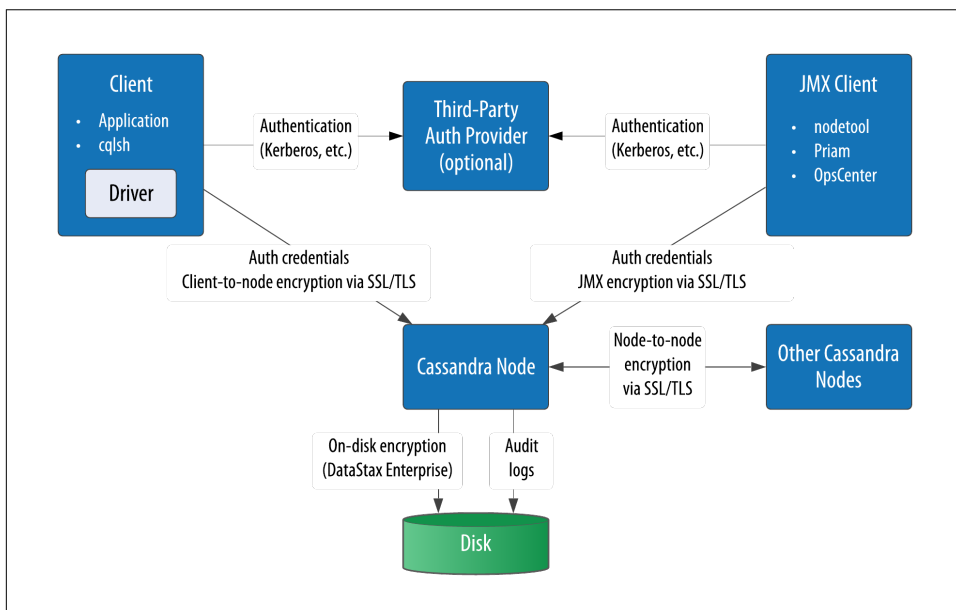 Client
• Application
• cqlsh
Driver
Authentication
(Kerberos, etc.)
Third-Party
Auth Provider
(optional)
Authentication
(Kerberos, etc.)
JMX Client
• nodetool
• Priam
• OpsCenter
Auth credentials
Client-to-node encryption via SSL/TLS
Auth credentials
JMX encryption via SSL/TLS
Cassandra Node
Node-to-node
encryption
via SSL/TLS
Other Cassandra
Nodes
On-disk encryption
(DataStax Enterprise)
Audit
logs
Disk